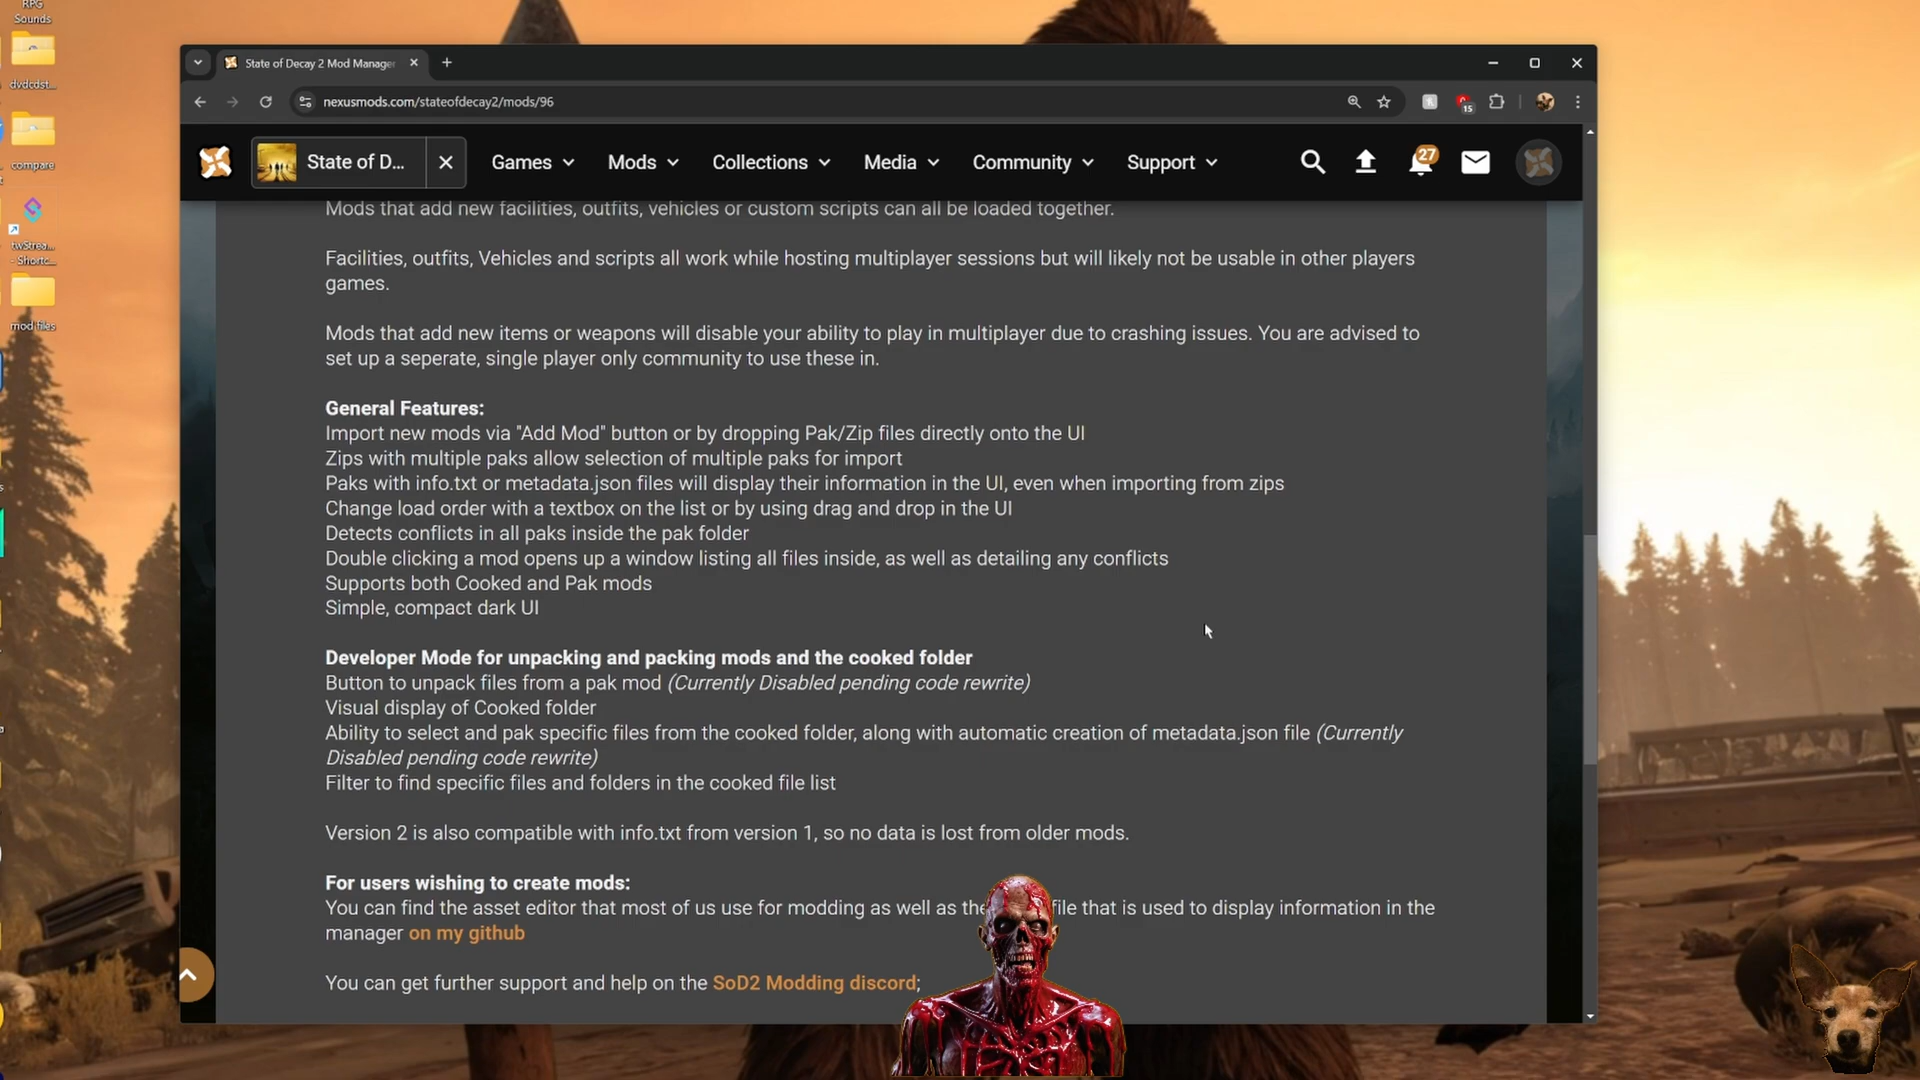 RPG
Sounds
dvdcdst...
compare
twStrea...
- Shortc...
mod files
State of Decay 2 Mod Manager
nexusmods.com/stateofdecay2/mods/96
15
State of D...
Games
Mods
Collections
Media
Community
Support
27
Mods that add new facilities, outfits, vehicles or custom scripts can all be loaded together.
Facilities, outfits, Vehicles and scripts all work while hosting multiplayer sessions but will likely not be usable in other players
games.
Mods that add new items or weapons will disable your ability to play in multiplayer due to crashing issues. You are advised to
set up a seperate, single player only community to use these in.
General Features:
Import new mods via "Add Mod" button or by dropping Pak/Zip files directly onto the UI
Zips with multiple paks allow selection of multiple paks for import
Paks with info.txt or metadata.json files will display their information in the UI, even when importing from zips
Change load order with a textbox on the list or by using drag and drop in the UI
Detects conflicts in all paks inside the pak folder
Double clicking a mod opens up a window listing all files inside, as well as detailing any conflicts
Supports both Cooked and Pak mods
Simple, compact dark UI
Developer Mode for unpacking and packing mods and the cooked folder
Button to unpack files from a pak mod (Currently Disabled pending code rewrite)
Visual display of Cooked folder
Ability to select and pak specific files from the cooked folder, along with automatic creation of metadata.json file (Currently
Disabled pending code rewrite)
Filter to find specific files and folders in the cooked file list
Version 2 is also compatible with info.txt from version 1, so no data is lost from older mods.
For users wishing to create mods:
You can find the asset editor that most of us use for modding as well as the file that is used to display information in the
manager on my github
You can get further support and help on the SoD2 Modding discord;